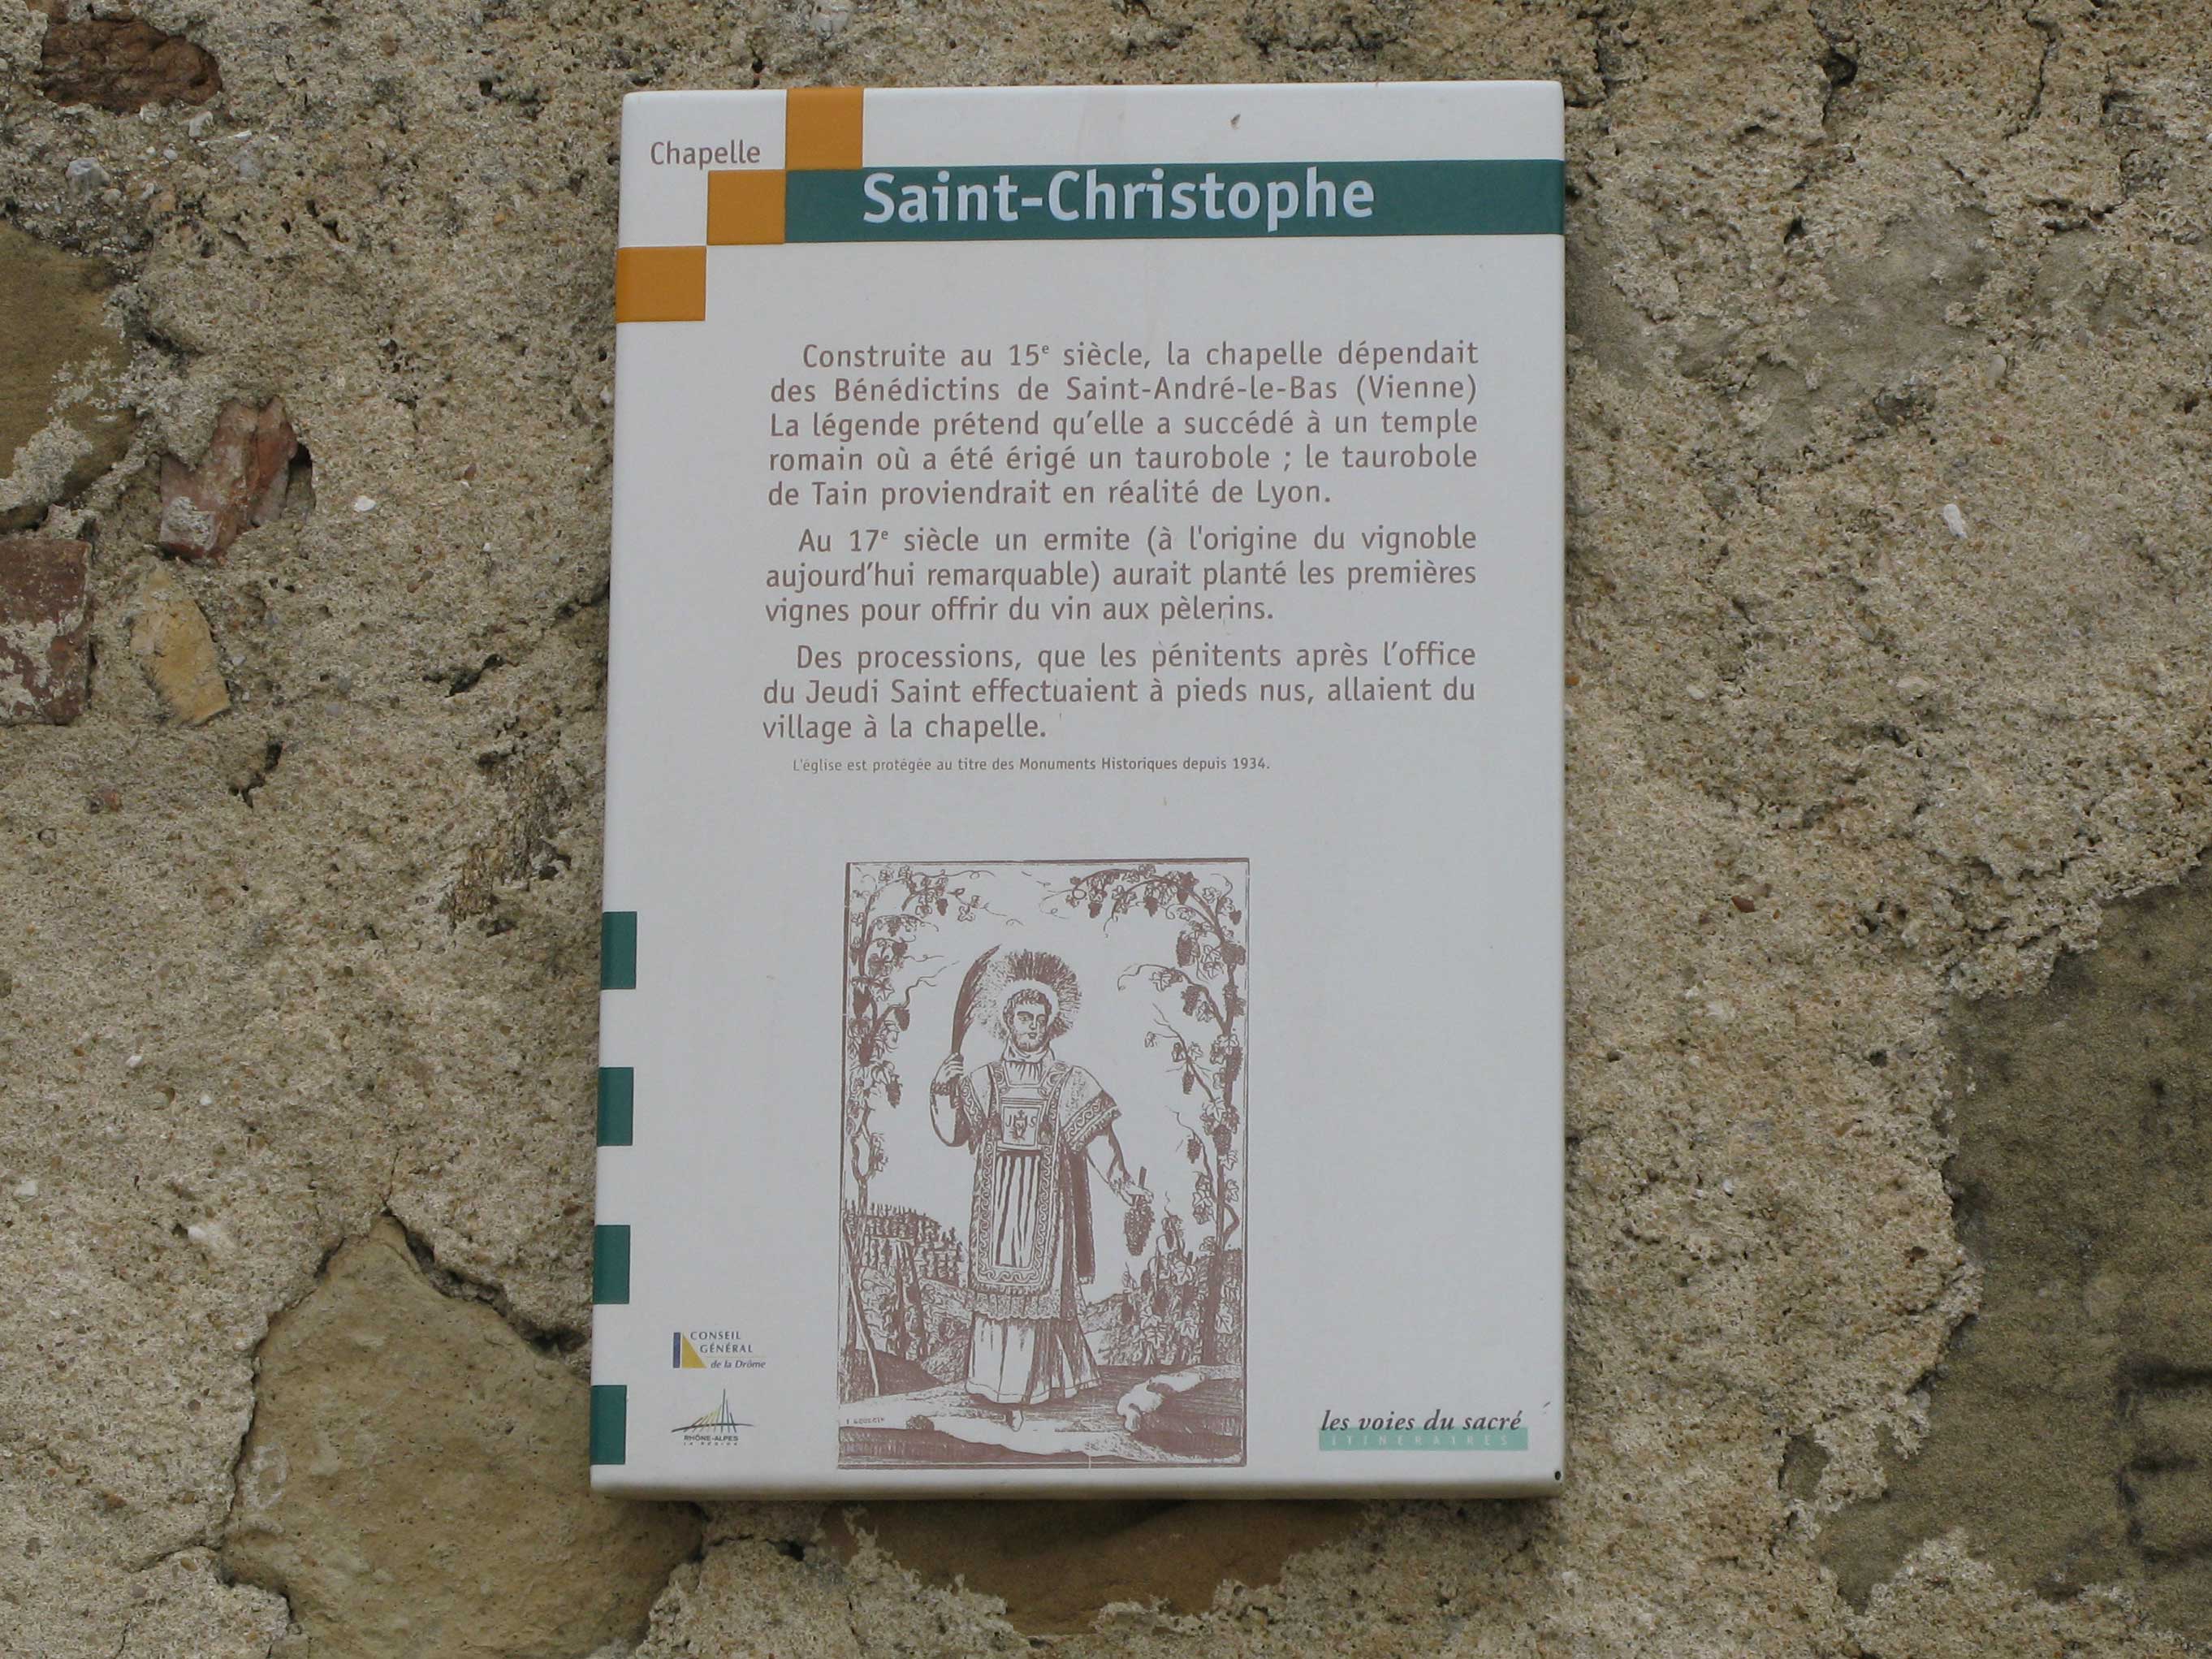 Chapelle
Saint-Christophe
Construite au 15e siècle, la chapelle dépendait
des Bénédictins de Saint-André-le-Bas (Vienne)
La légende prétend qu'elle a succédé à un temple
romain où a été érigé un taurobole ; le taurobole
de Tain proviendrait en réalité de Lyon.
Au 17e siècle un ermite (à l'origine du vignoble
aujourd'hui remarquable) aurait planté les premières
vignes pour offrir du vin aux pèlerins.
Des processions, que les pénitents après l'office
du Jeudi Saint effectuaient à pieds nus, allaient du
village à la chapelle.
L'église est protégée au titre des Monuments Historiques depuis 1934.
CONSEIL
GÉNÉRAL
de la Drôme
RHÔNE-ALPES
LA RÉGION
les voies du sacré
ITINERAIRES